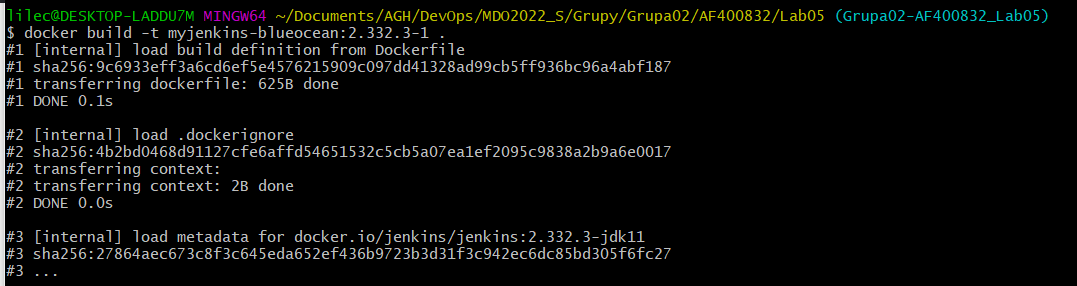 lilec@DESKTOP-LADDU7M MINGW64 ~/Documents/AGH/DevOps/MDO2022_S/Grupy/Grupa02/AF400832/Lab05 (Grupa02-AF400832_Lab05)
$ docker build -t myjenkins-blueocean:2.332.3-1 .
#1 [internal] load build definition from Dockerfile
#1 sha256:9c6933eff3a6cd6ef5e4576215909c097dd41328ad99cb5ff936bc96a4abf187
#1 transferring dockerfile: 625B done
#1 DONE 0.1s
#2 [internal] load .dockerignore
#2 sha256:4b2bd0468d91127cfe6affd54651532c5cb5a07ea1ef2095c9838a2b9a6e0017
#2 transferring context:
#2 transferring context: 2B done
#2 DONE 0.0s
#3 [internal] load metadata for docker.io/jenkins/jenkins:2.332.3-jdk11
#3 sha256:27864aec673c8f3c645eda652ef436b9723b3d31f3c942ec6dc85bd305f6fc27
#3 ...